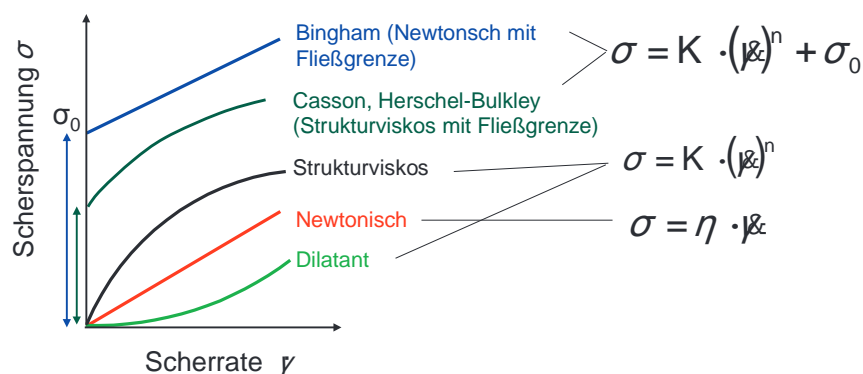 Scherspannung σ
σ₀
Bingham (Newtonsch mit
Fließgrenze)
Casson, Herschel-Bulkley
(Strukturviskos mit Fließgrenze)
Strukturviskos
Newtonisch
Dilatant
σ = K ·(γ&)ⁿ + σ₀
σ = K ·(γ&)ⁿ
σ = η ·γ&
Scherrate γ